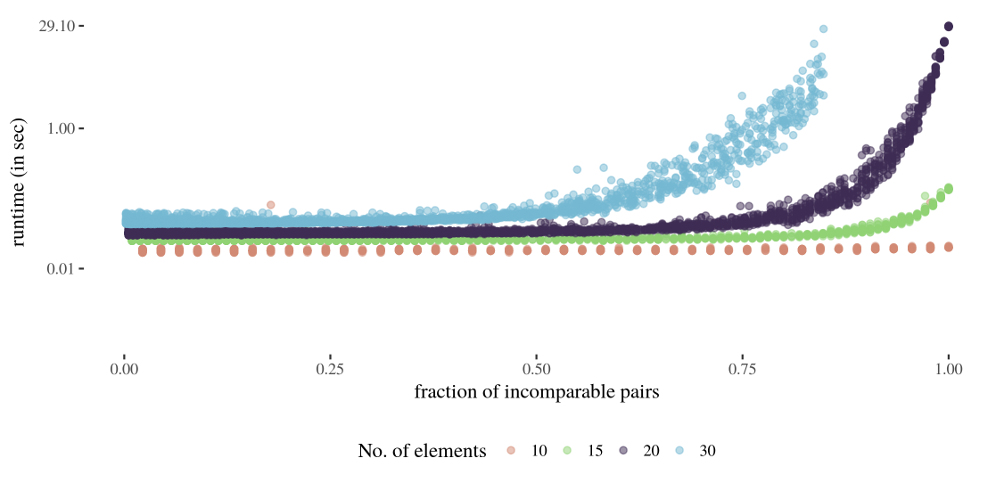 29.10
1.00
0.01
runtime (in sec)
0.00 0.25 0.50 0.75 1.00
fraction of incomparable pairs
No. of elements 10 15 20 30